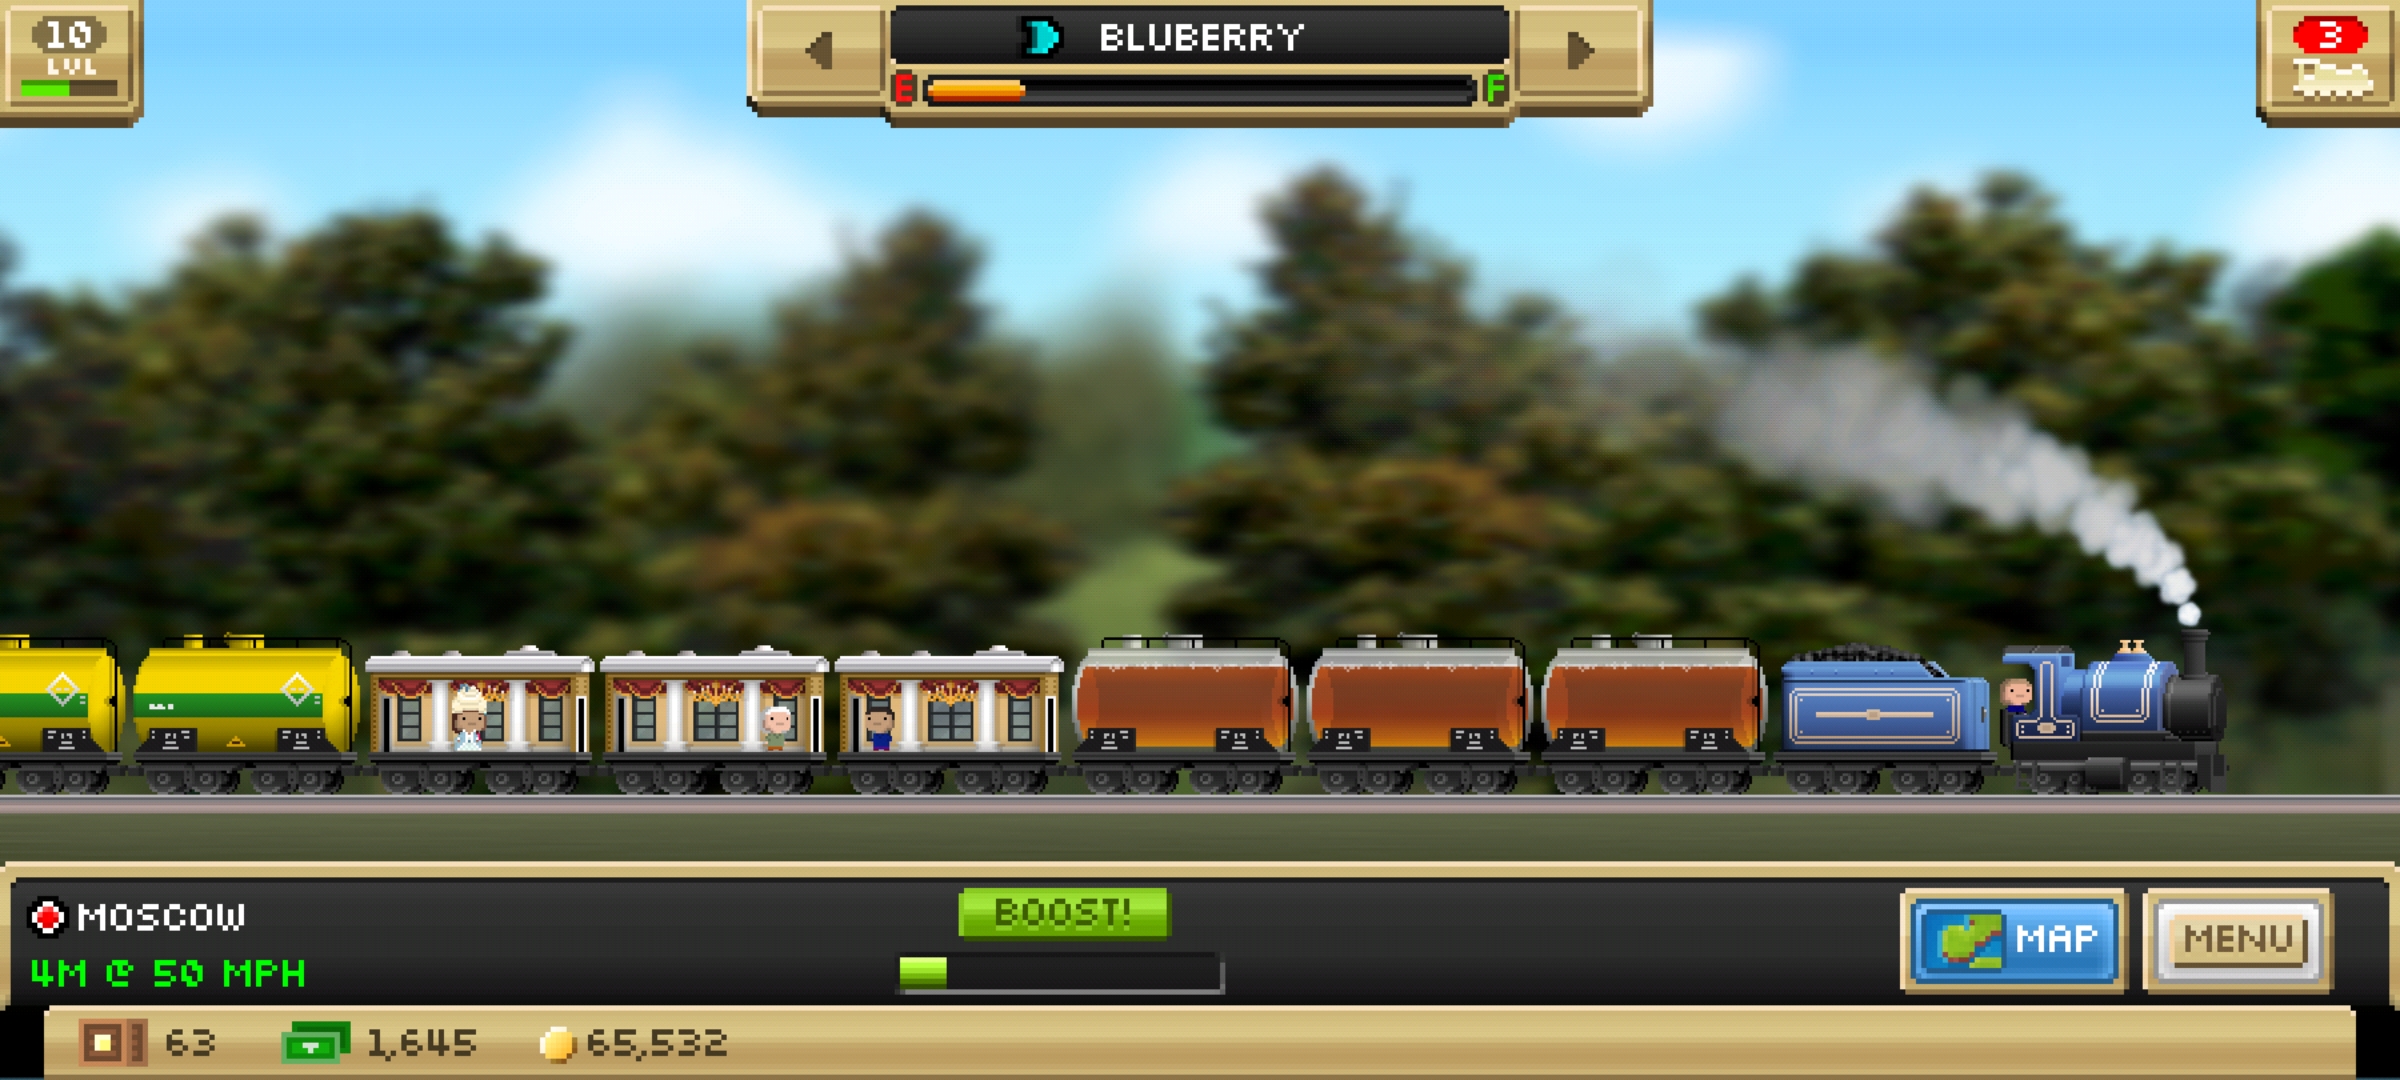 10
LVL
BLUBERRY
E F
3
MOSCOW
4M @ 50 MPH
BOOST!
MAP
MENU
63
1,645
65,532